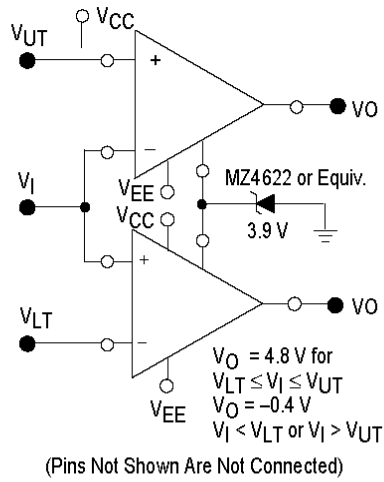 VCC
VUT
+
VO
−
VI
VEE
MZ4622 or Equiv.
VCC
3.9 V
+
VO
VLT
−
VEE
VO = 4.8 V for
VLT ≤ VI ≤ VUT
VO = –0.4 V
VI < VLT or VI > VUT
(Pins Not Shown Are Not Connected)